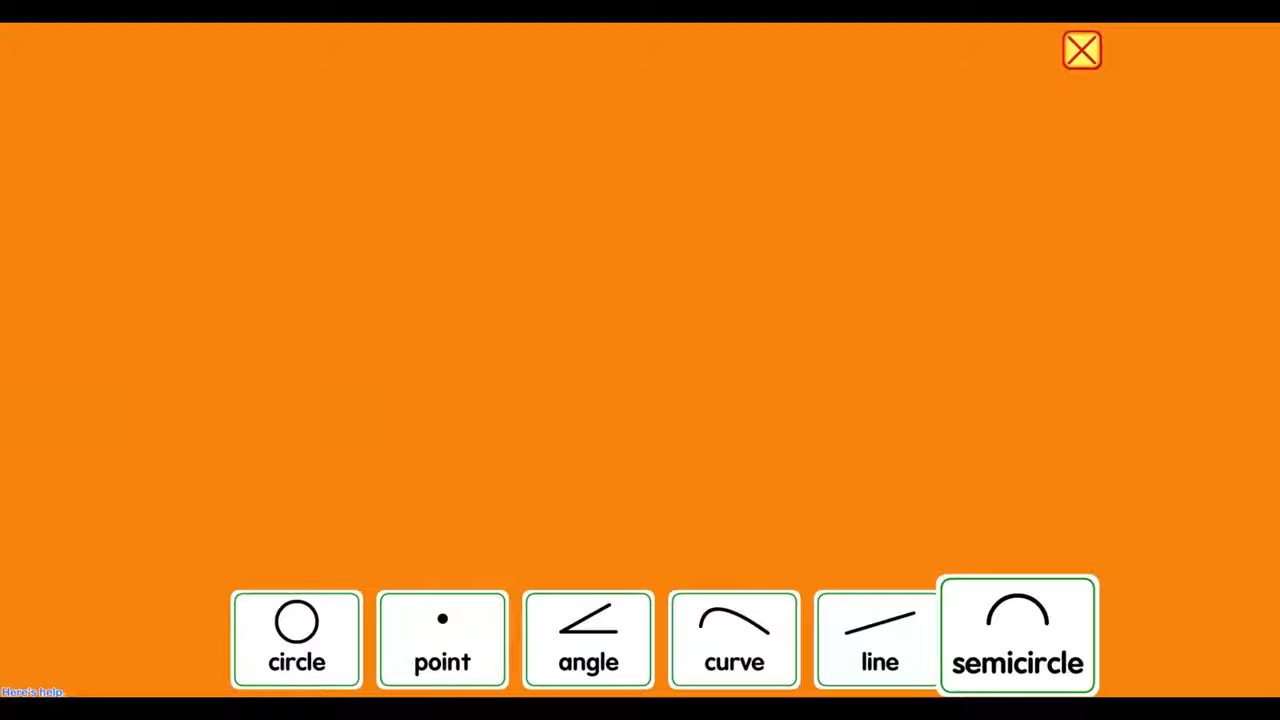 circle
point
angle
curve
line
semicircle
Here's help.